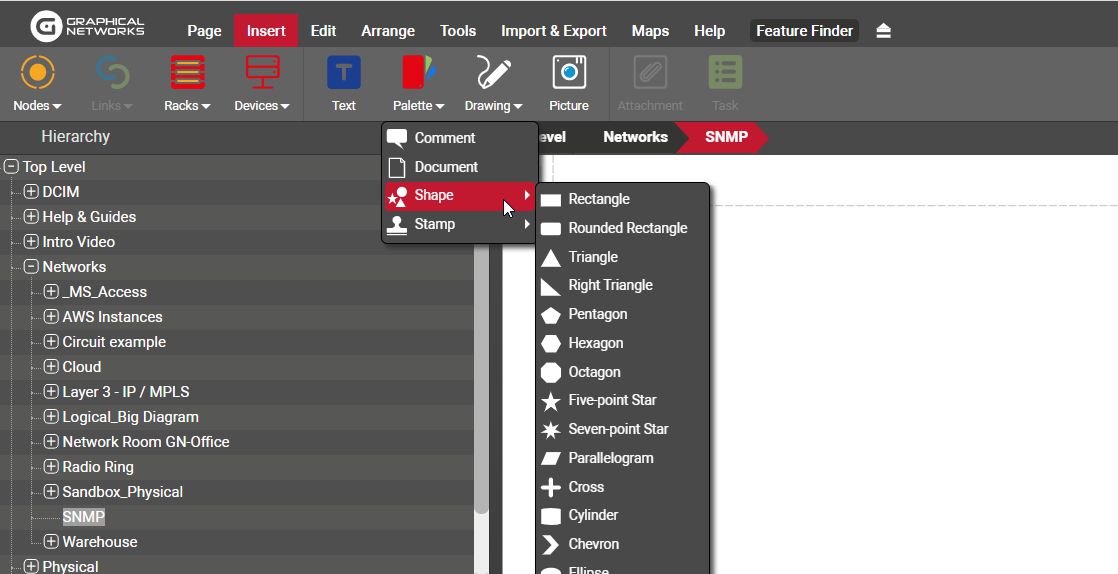 GRAPHICAL
NETWORKS
Page Insert Edit Arrange Tools Import & Export Maps Help Feature Finder
Nodes Links Racks Devices Text Palette Drawing Picture Attachment Task
Hierarchy
evel Networks SNMP
Top Level
DCIM
Help & Guides
Intro Video
Networks
_MS_Access
AWS Instances
Circuit example
Cloud
Layer 3 - IP / MPLS
Logical_Big Diagram
Network Room GN-Office
Radio Ring
Sandbox_Physical
SNMP
Warehouse
Physical
Comment
Document
Shape
Stamp
Rectangle
Rounded Rectangle
Triangle
Right Triangle
Pentagon
Hexagon
Octagon
Five-point Star
Seven-point Star
Parallelogram
Cross
Cylinder
Chevron
Ellipse